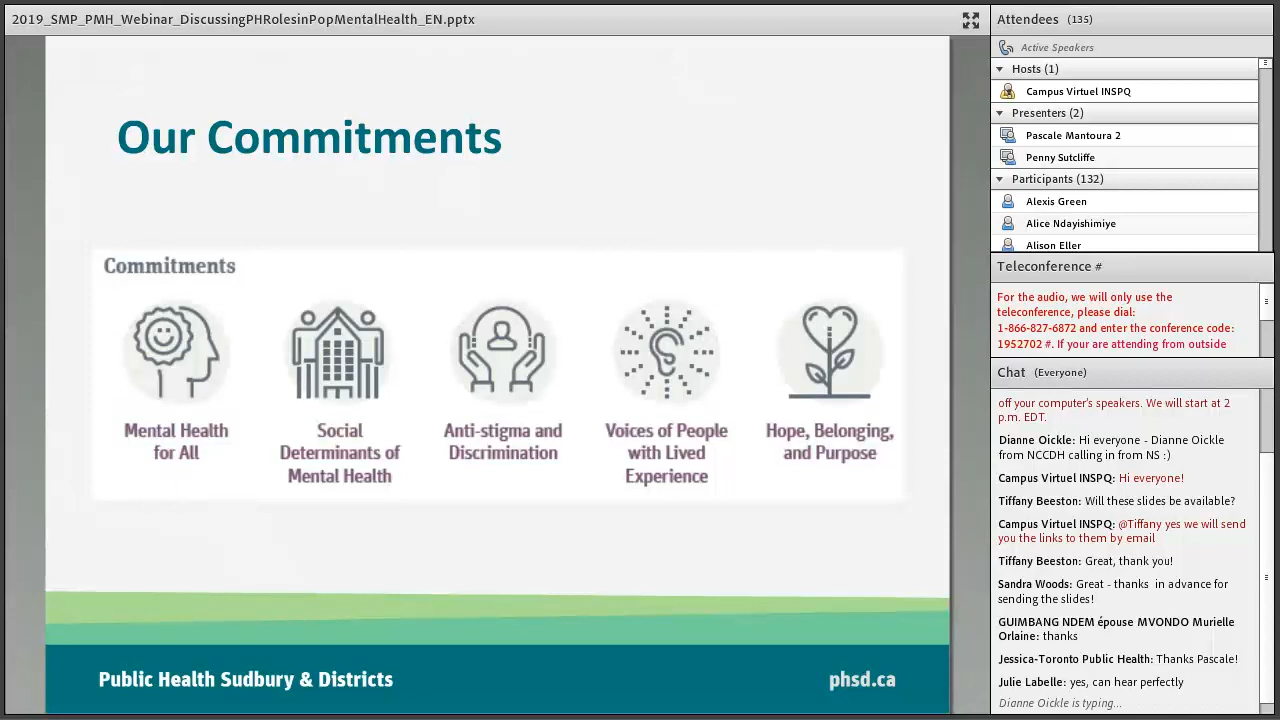 2019_SMP_PMH_Webinar_DiscussingPHRolesinPopMentalHealth_EN.pptx
Our Commitments
Commitments
Mental Health
for All
Social
Determinants of
Mental Health
Anti-stigma and
Discrimination
Voices of People
with Lived
Experience
Hope, Belonging,
and Purpose
Public Health Sudbury & Districts
phsd.ca
Attendees (135)
Active Speakers
Hosts (1)
Campus Virtuel INSPQ
Presenters (2)
Pascale Mantoura 2
Penny Sutcliffe
Participants (132)
Alexis Green
Alice Ndayishimiye
Alison Eller
Teleconference #
For the audio, we will only use the
teleconference, please dial:
1-866-827-6872 and enter the conference code:
1952702 #. If your are attending from outside
Chat (Everyone)
off your computer's speakers. We will start at 2
p.m. EDT.
Dianne Oickle: Hi everyone - Dianne Oickle
from NCCDH calling in from NS :)
Campus Virtuel INSPQ: Hi everyone!
Tiffany Beeston: Will these slides be available?
Campus Virtuel INSPQ: @Tiffany yes we will send
you the links to them by email
Tiffany Beeston: Great, thank you!
Sandra Woods: Great - thanks in advance for
sending the slides!
GUIMBANG NDEM épouse MVONDO Murielle
Orlaine: thanks
Jessica-Toronto Public Health: Thanks Pascale!
Julie Labelle: yes, can hear perfectly
Dianne Oickle is typing...